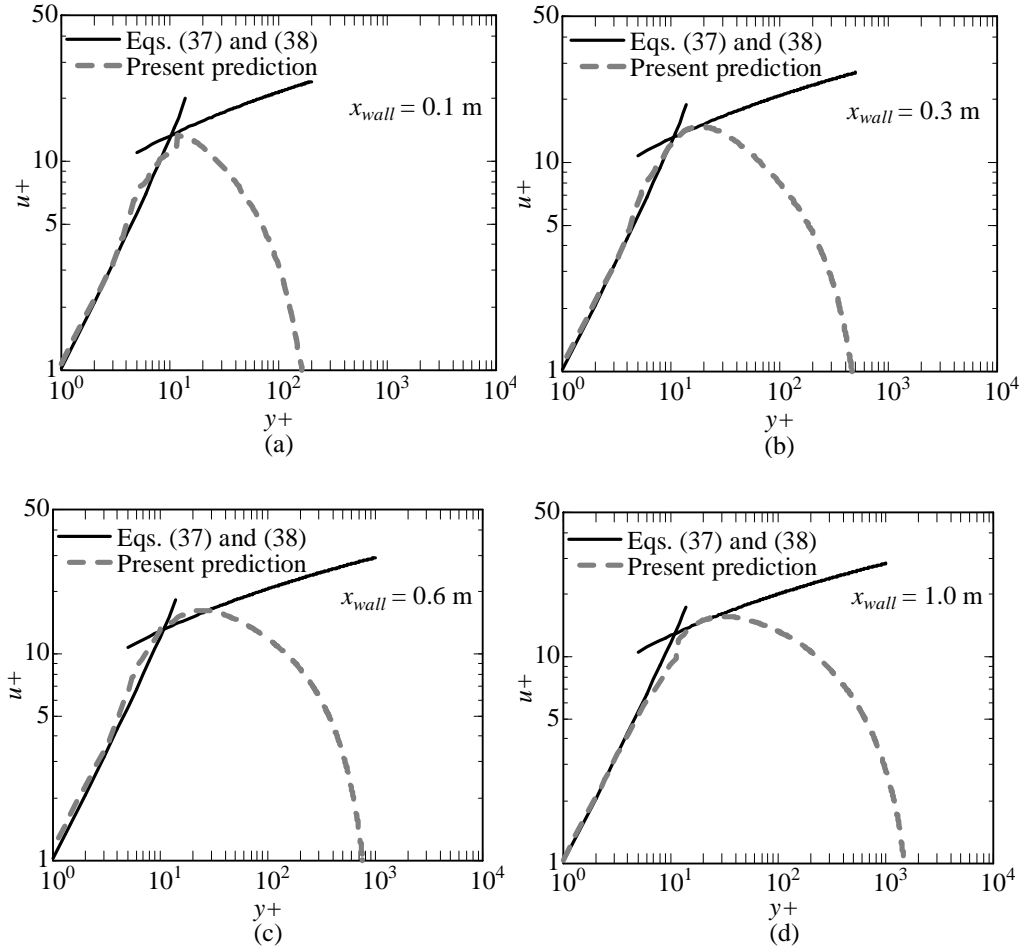 50
Eqs. (37) and (38)
Present prediction
x_wall = 0.1 m
10
u+
5
1
10^0 10^1 10^2 10^3 10^4
y+
(a)
50
Eqs. (37) and (38)
Present prediction
x_wall = 0.3 m
10
u+
5
1
10^0 10^1 10^2 10^3 10^4
y+
(b)
50
Eqs. (37) and (38)
Present prediction
x_wall = 0.6 m
10
u+
5
1
10^0 10^1 10^2 10^3 10^4
y+
(c)
50
Eqs. (37) and (38)
Present prediction
x_wall = 1.0 m
10
u+
5
1
10^0 10^1 10^2 10^3 10^4
y+
(d)